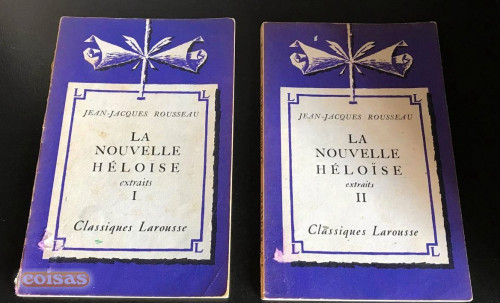 L L
JEAN-JACQUES ROUSSEAU
LA
NOUVELLE
HÉLOÏSE
extraits
I
Classiques Larousse
L L
coisas
L L
JEAN-JACQUES ROUSSEAU
LA
NOUVELLE
HÉLOÏSE
extraits
II
Classiques Larousse
L L